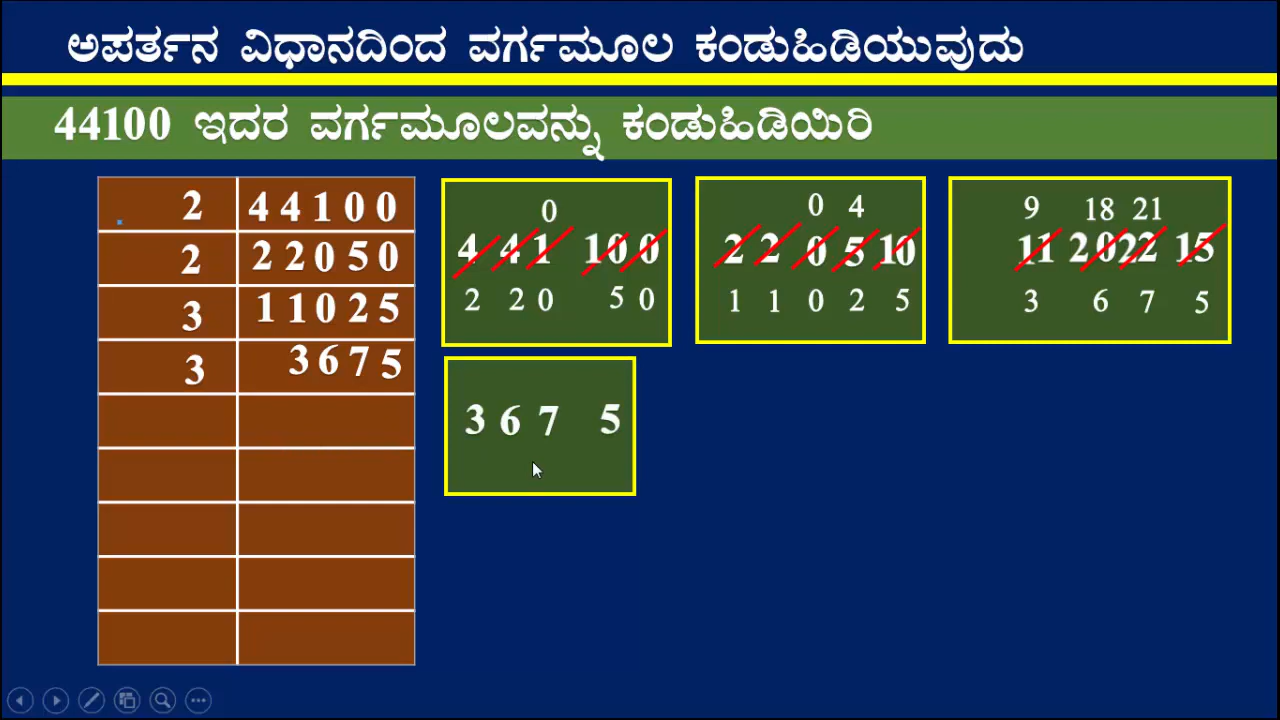 ಅಪರ್ತನ ವಿಧಾನದಿಂದ ವರ್ಗಮೂಲ ಕಂಡುಹಿಡಿಯುವುದು
44100 ಇದರ ವರ್ಗಮೂಲವನ್ನು ಕಂಡುಹಿಡಿಯಿರಿ
2 44100
2 22050
3 11025
3 3675
0
4 4 1 10 0
2 2 0 5 0
0 4
2 2 0 5 10
1 1 0 2 5
9 18 21
11 20 22 15
3 6 7 5
3 6 7 5